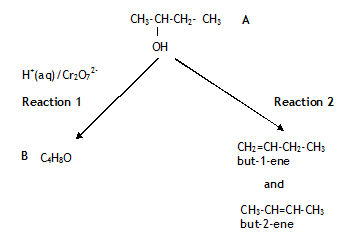 CH₃-CH-CH₂- CH₃ A
OH
H⁺(aq)/Cr₂O₇²⁻
Reaction 1
Reaction 2
B C₄H₈O
CH₂=CH-CH₂-CH₃
but-1-ene
and
CH₃-CH=CH-CH₃
but-2-ene